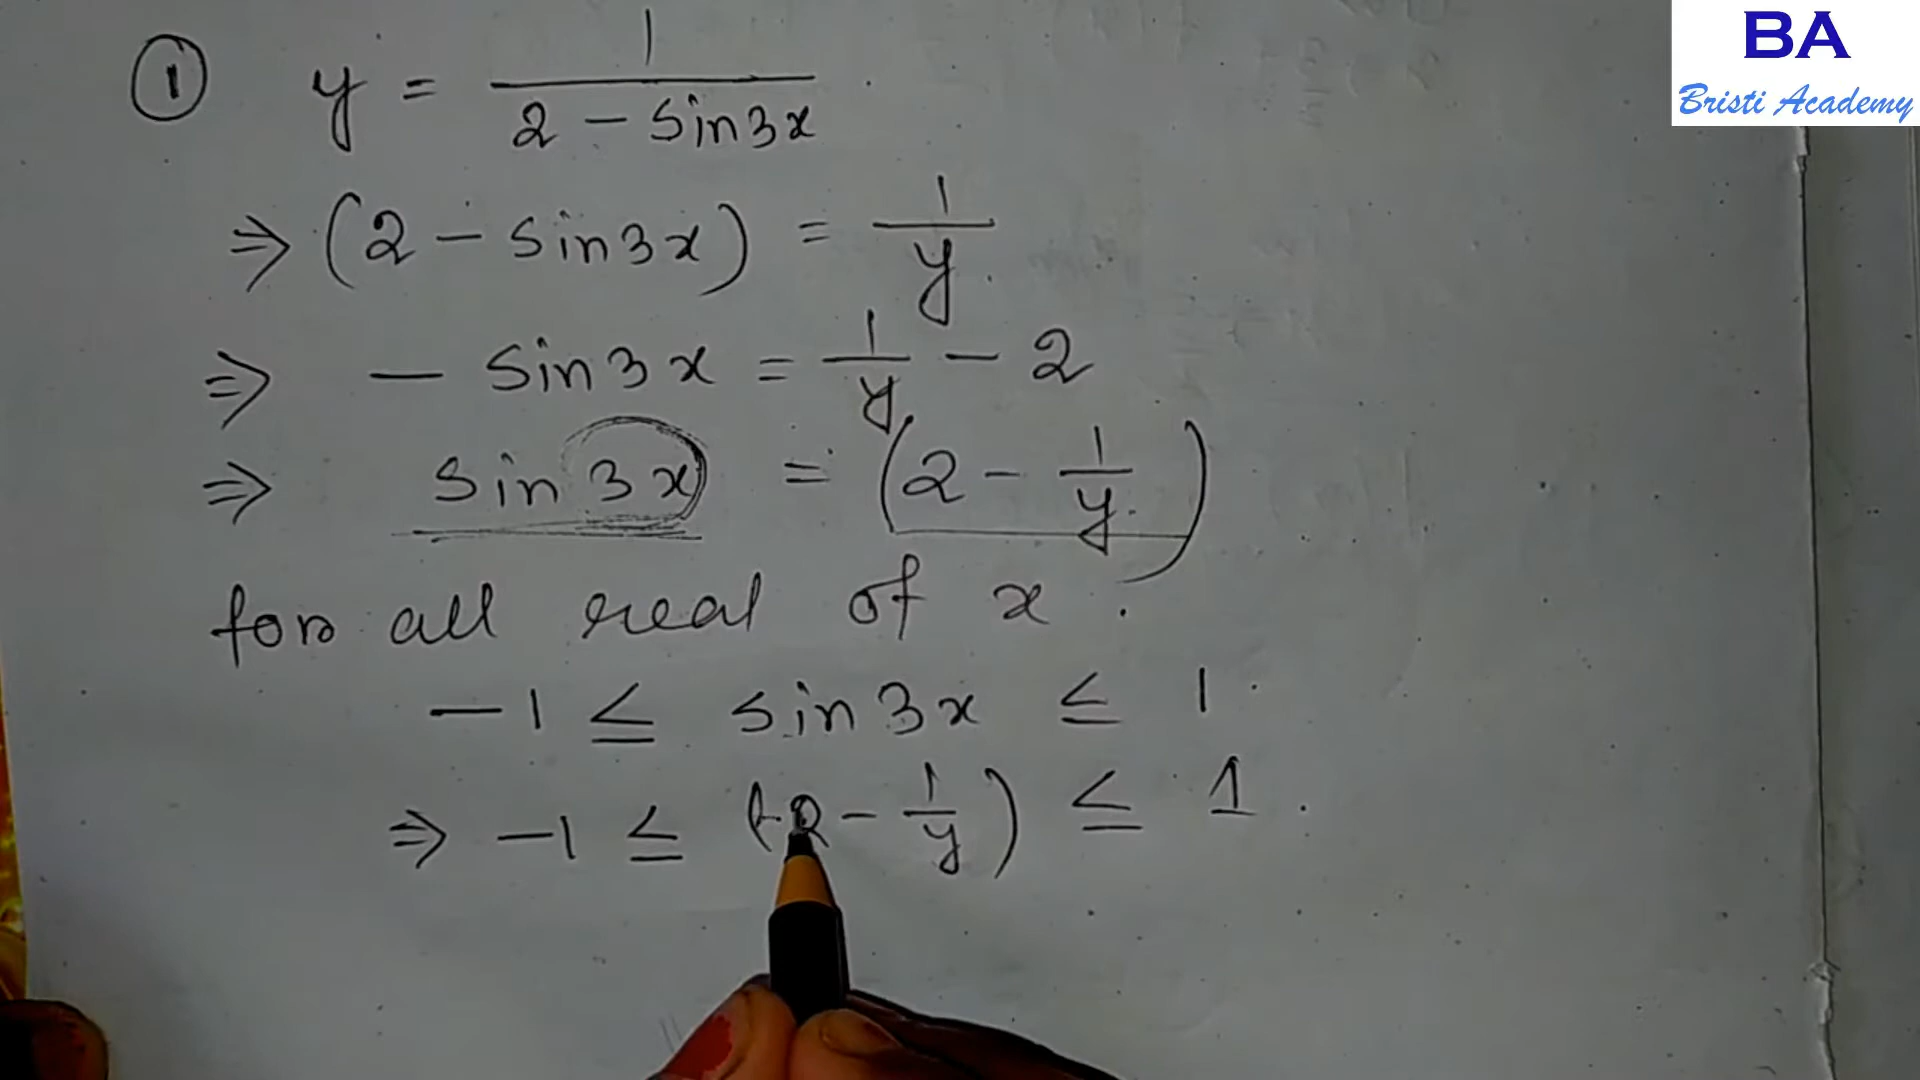 BA
Bristi Academy
① y = 1/(2 - sin3x) .
⇒ (2 - sin3x) = 1/y .
⇒ - sin3x = 1/y - 2
⇒ sin3x = (2 - 1/y)
for all real of x .
-1 ≤ sin3x ≤ 1 .
⇒ -1 ≤ (2 - 1/y) ≤ 1 .